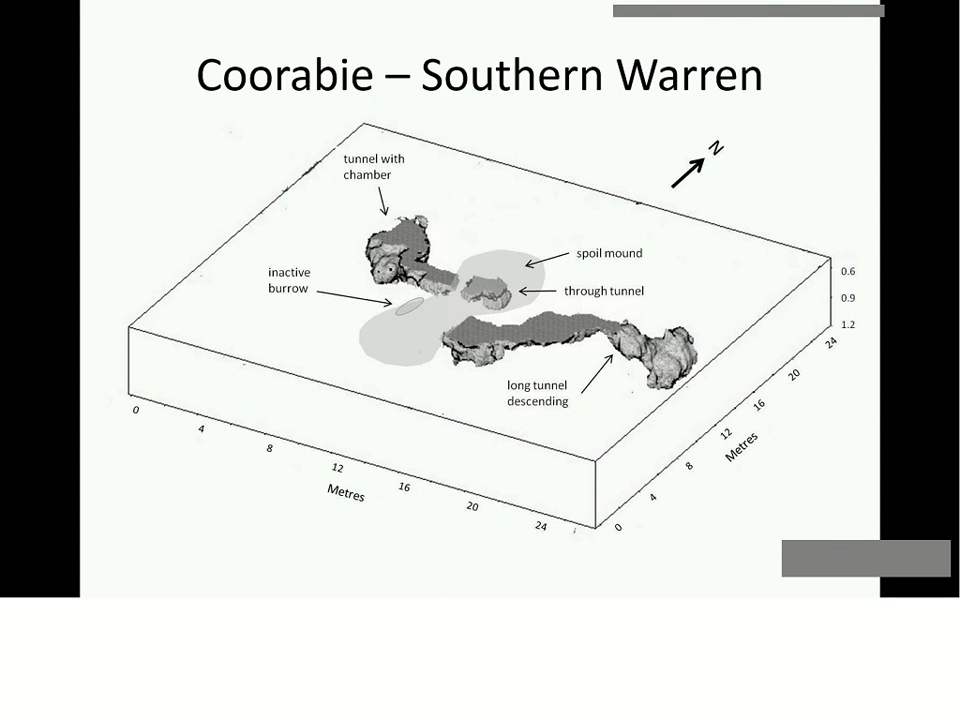 Coorabie – Southern Warren
N
tunnel with
chamber
spoil mound
inactive
burrow
through tunnel
long tunnel
descending
0.6
0.9
1.2
0
4
8
12
16
20
24
Metres
0
4
8
12
16
20
24
Metres